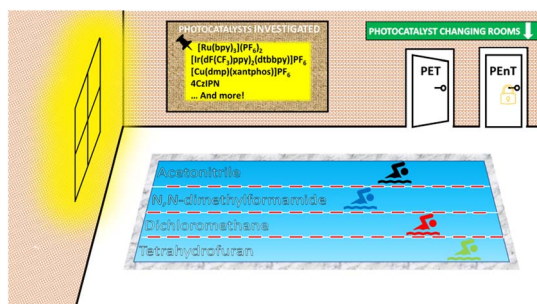 PHOTOCATALYSTS INVESTIGATED
[Ru(bpy)₃](PF₆)₂
[Ir(dF(CF₃)ppy)₂(dtbbpy)]PF₆
[Cu(dmp)(xantphos)]PF₆
4CzIPN
... And more!
PHOTOCATALYST CHANGING ROOMS
PET
PEnT
Acetonitrile
N,N-dimethylformamide
Dichloromethane
Tetrahydrofuran